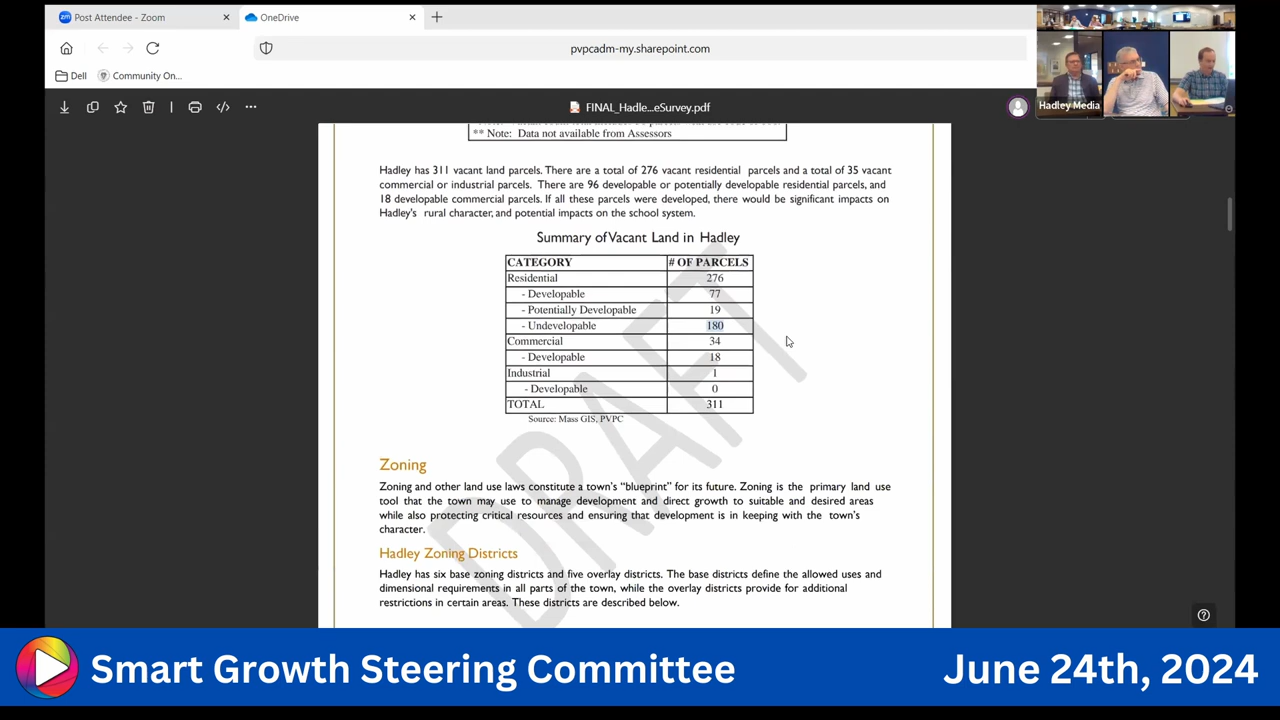 Post Attendee - Zoom
OneDrive
pvpcadm-my.sharepoint.com
Dell
Community On...
FINAL_Hadle...eSurvey.pdf
Hadley Media
** Note: Data not available from Assessors
Hadley has 311 vacant land parcels. There are a total of 276 vacant residential parcels and a total of 35 vacant
commercial or industrial parcels. There are 96 developable or potentially developable residential parcels, and
18 developable commercial parcels. If all these parcels were developed, there would be significant impacts on
Hadley's rural character, and potential impacts on the school system.
Summary of Vacant Land in Hadley
CATEGORY # OF PARCELS
Residential 276
- Developable 77
- Potentially Developable 19
- Undevelopable 180
Commercial 34
- Developable 18
Industrial 1
- Developable 0
TOTAL 311
Source: Mass GIS, PVPC
DRAFT
Zoning
Zoning and other land use laws constitute a town's “blueprint” for its future. Zoning is the primary land use
tool that the town may use to manage development and direct growth to suitable and desired areas
while also protecting critical resources and ensuring that development is in keeping with the town's
character.
Hadley Zoning Districts
Hadley has six base zoning districts and five overlay districts. The base districts define the allowed uses and
dimensional requirements in all parts of the town, while the overlay districts provide for additional
restrictions in certain areas. These districts are described below.
Smart Growth Steering Committee
June 24th, 2024